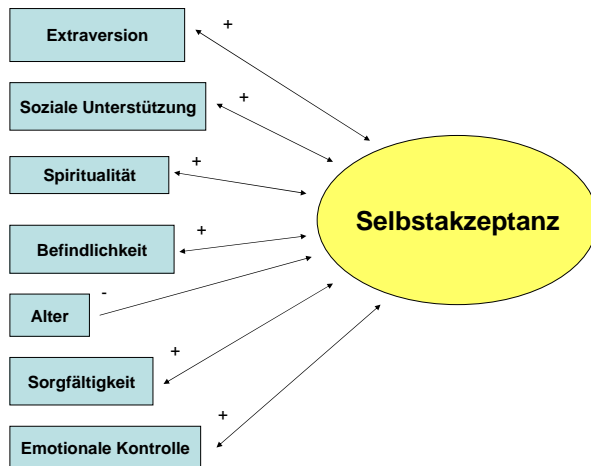 Extraversion
+
Soziale Unterstützung
+
Spiritualität
+
Befindlichkeit
+
Alter
-
Sorgfältigkeit
+
Emotionale Kontrolle
+
Selbstakzeptanz